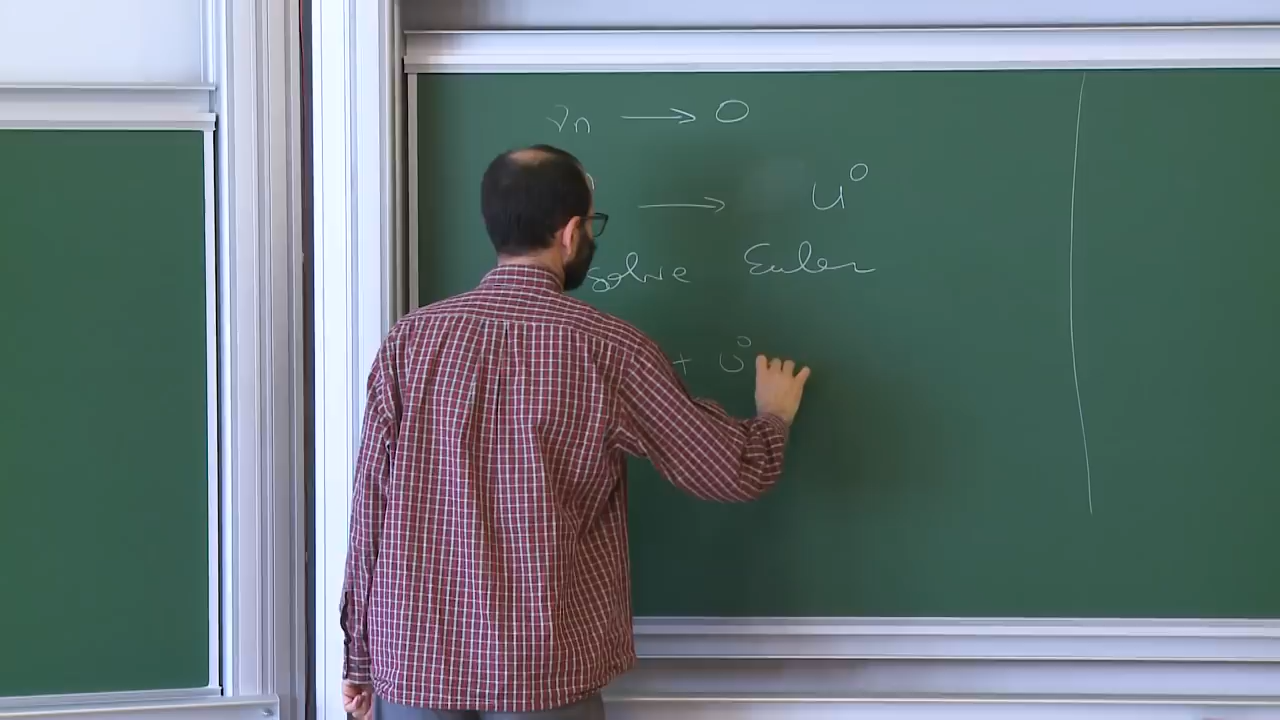 νn → 0
→ u⁰
solve Euler
+ u⁰